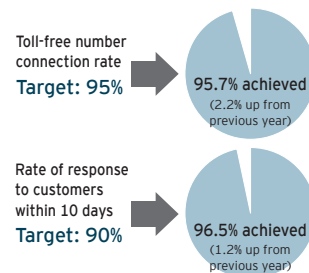 Toll-free number
connection rate
Target: 95%
95.7% achieved
(2.2% up from
previous year)
Rate of response
to customers
within 10 days
Target: 90%
96.5% achieved
(1.2% up from
previous year)